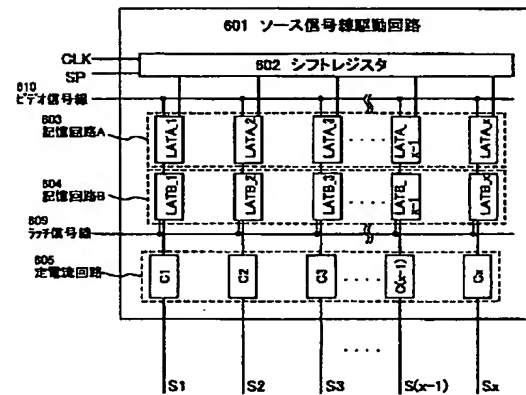 601 ソース信号線駆動回路
CLK
SP
602 シフトレジスタ
610
ビデオ信号線
603
記憶回路A
LATA_1
LATA_2
LATA_3
‥‥
LATA_x-1
LATA_x
604
記憶回路B
LATB_1
LATB_2
LATB_3
‥‥
LATB_x-1
LATB_x
609
ラッチ信号線
605
定電流回路
C1
C2
C3
‥‥
C(x-1)
Cx
‥‥
S1
S2
S3
S(x-1)
Sx